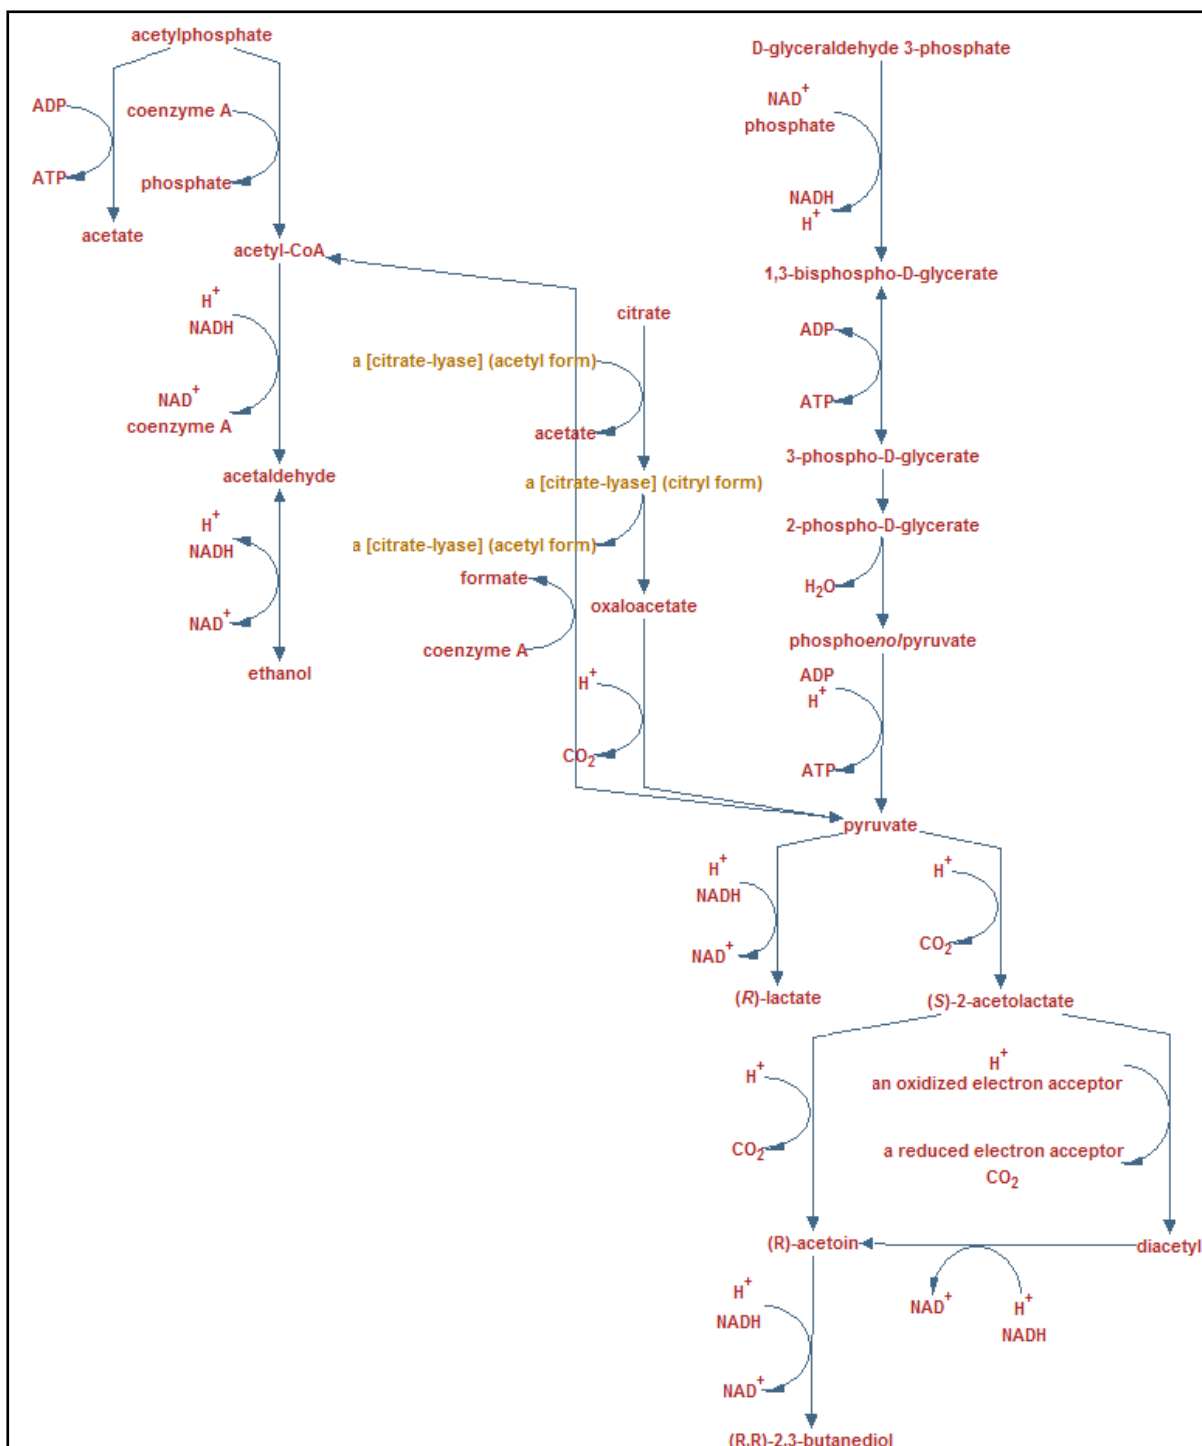 acetylphosphate
ADP
coenzyme A
ATP
phosphate
acetate
acetyl-CoA
H+
NADH
NAD+
coenzyme A
acetaldehyde
H+
NADH
NAD+
ethanol
citrate
a [citrate-lyase] (acetyl form)
acetate
a [citrate-lyase] (citryl form)
a [citrate-lyase] (acetyl form)
formate
oxaloacetate
coenzyme A
H+
CO2
D-glyceraldehyde 3-phosphate
NAD+
phosphate
NADH
H+
1,3-bisphospho-D-glycerate
ADP
ATP
3-phospho-D-glycerate
2-phospho-D-glycerate
H2O
phosphoenolpyruvate
ADP
H+
ATP
pyruvate
H+
NADH
NAD+
(R)-lactate
H+
CO2
(S)-2-acetolactate
H+
CO2
H+
an oxidized electron acceptor
a reduced electron acceptor
CO2
(R)-acetoin
diacetyl
NAD+
H+
NADH
H+
NADH
NAD+
(R,R)-2,3-butanediol